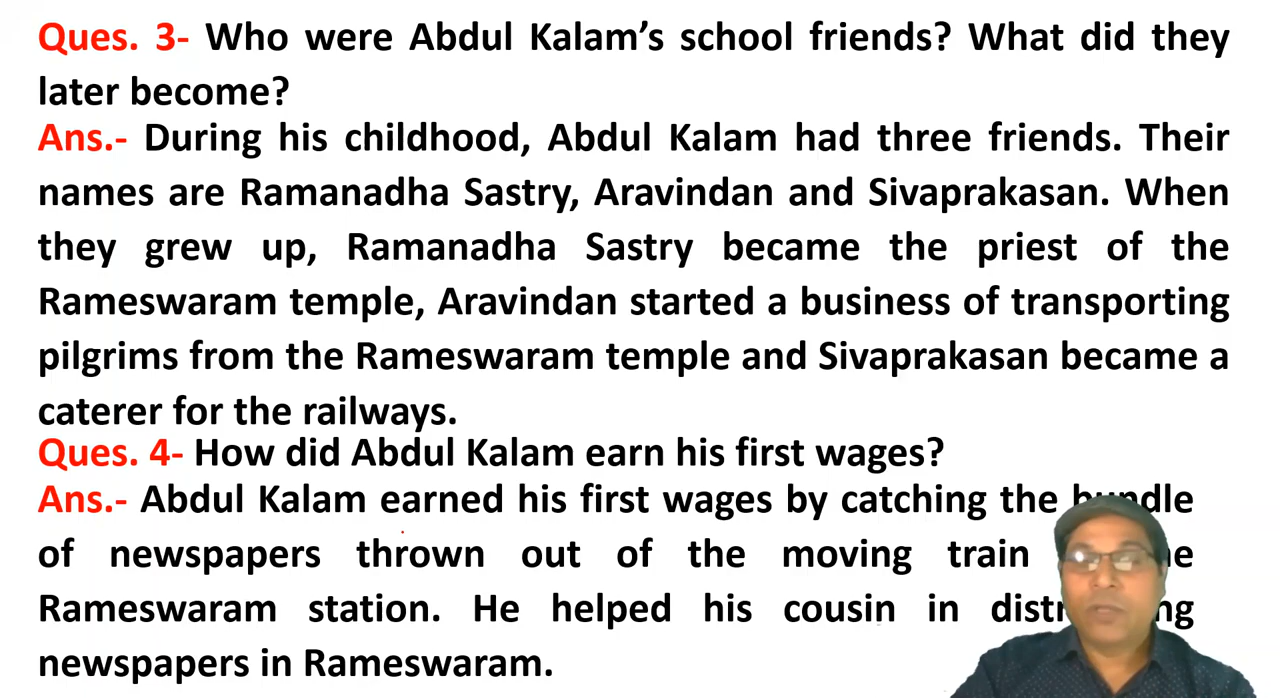 Ques. 3- Who were Abdul Kalam’s school friends? What did they
later become?
Ans.- During his childhood, Abdul Kalam had three friends. Their
names are Ramanadha Sastry, Aravindan and Sivaprakasan. When
they grew up, Ramanadha Sastry became the priest of the
Rameswaram temple, Aravindan started a business of transporting
pilgrims from the Rameswaram temple and Sivaprakasan became a
caterer for the railways.
Ques. 4- How did Abdul Kalam earn his first wages?
Ans.- Abdul Kalam earned his first wages by catching the bundle
of newspapers thrown out of the moving train
Rameswaram station. He helped his cousin in
newspapers in Rameswaram.